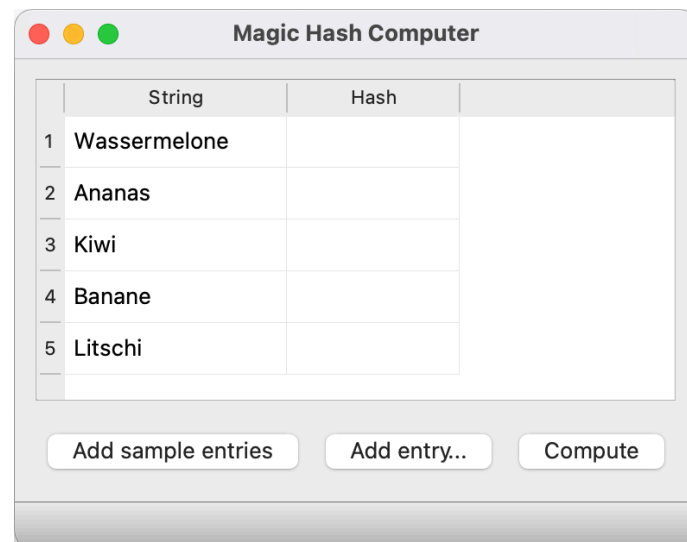 Magic Hash Computer
String Hash
1 Wassermelone
2 Ananas
3 Kiwi
4 Banane
5 Litschi
Add sample entries Add entry... Compute